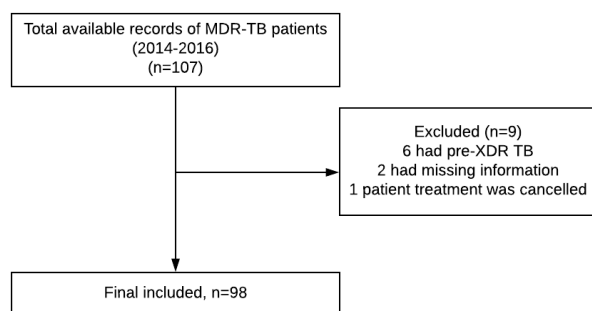 Total available records of MDR-TB patients
(2014-2016)
(n=107)
Excluded (n=9)
6 had pre-XDR TB
2 had missing information
1 patient treatment was cancelled
Final included, n=98